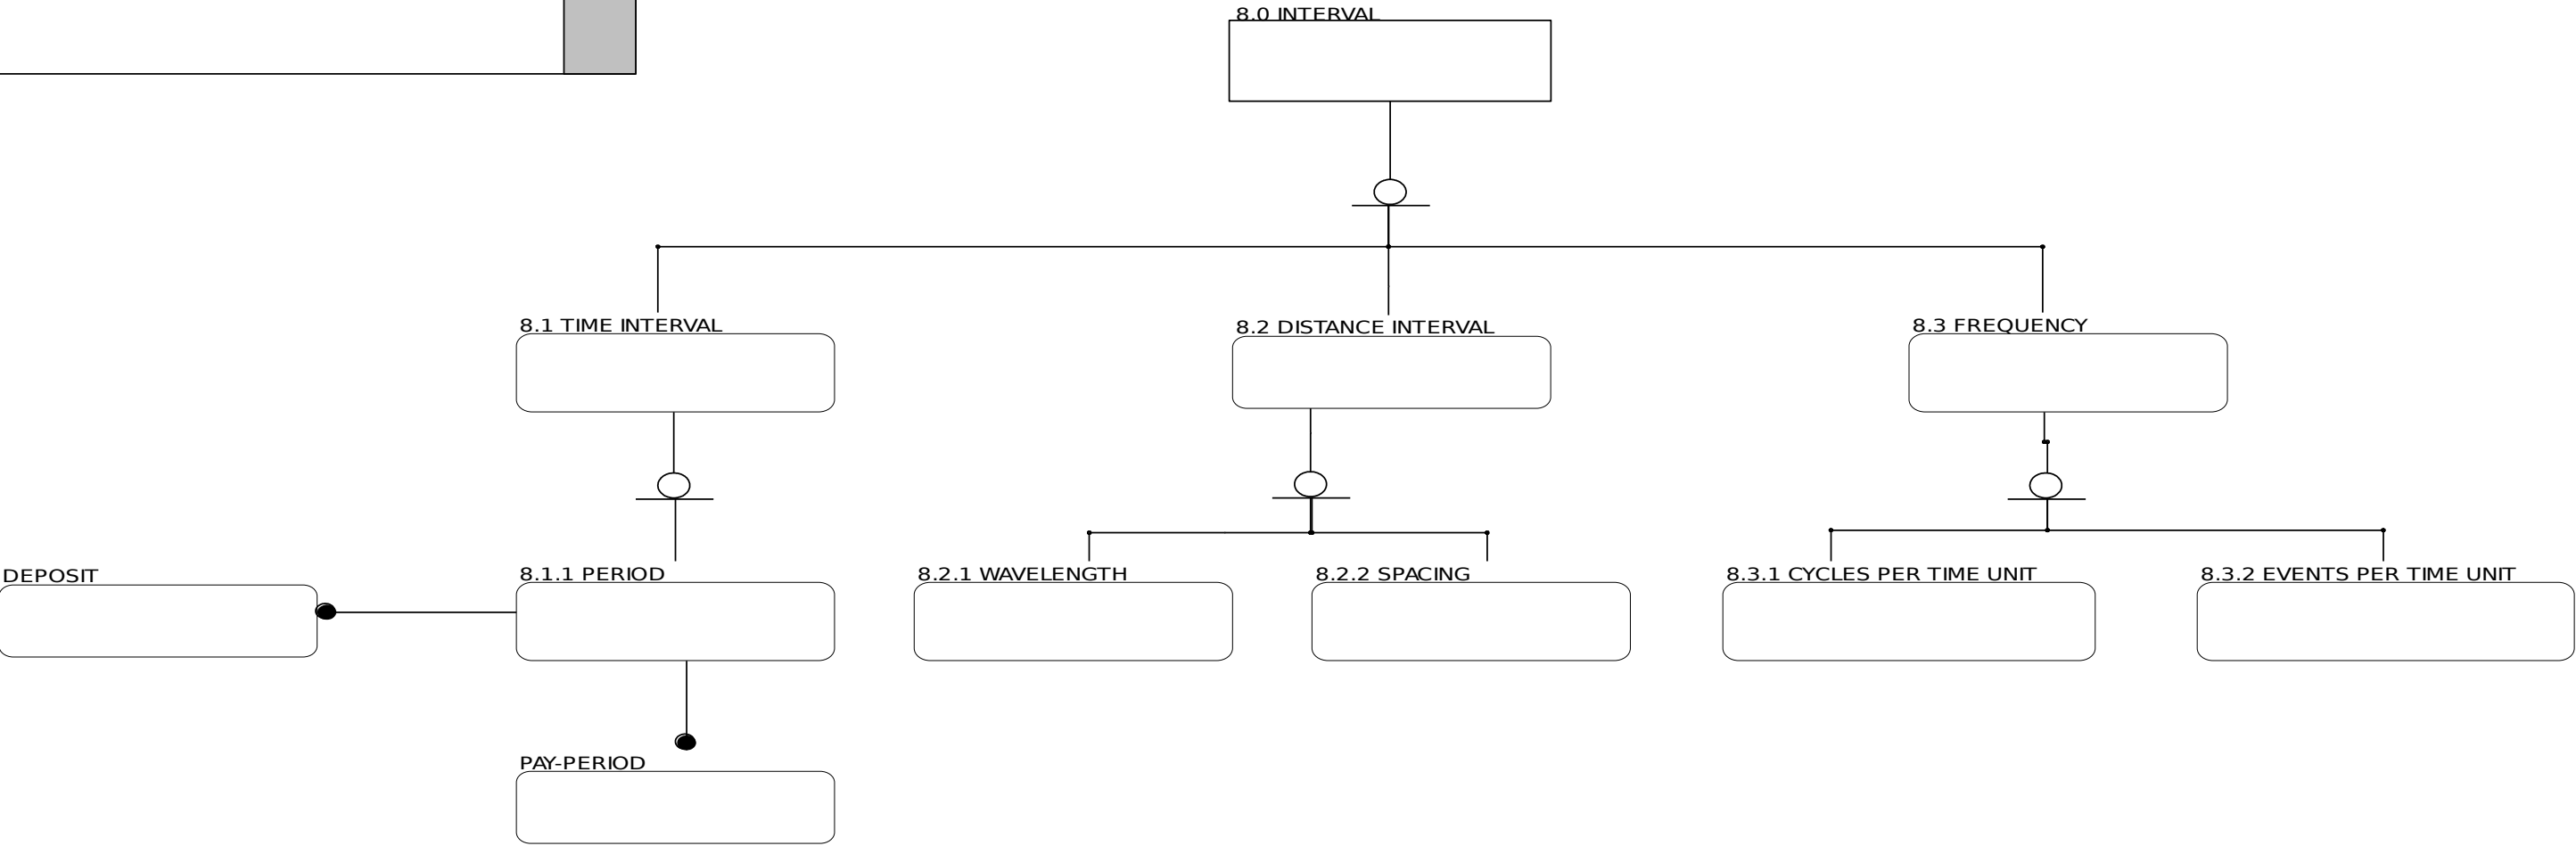 8.0 INTERVAL
8.1 TIME INTERVAL
8.2 DISTANCE INTERVAL
8.3 FREQUENCY
DEPOSIT
8.1.1 PERIOD
8.2.1 WAVELENGTH
8.2.2 SPACING
8.3.1 CYCLES PER TIME UNIT
8.3.2 EVENTS PER TIME UNIT
PAY-PERIOD